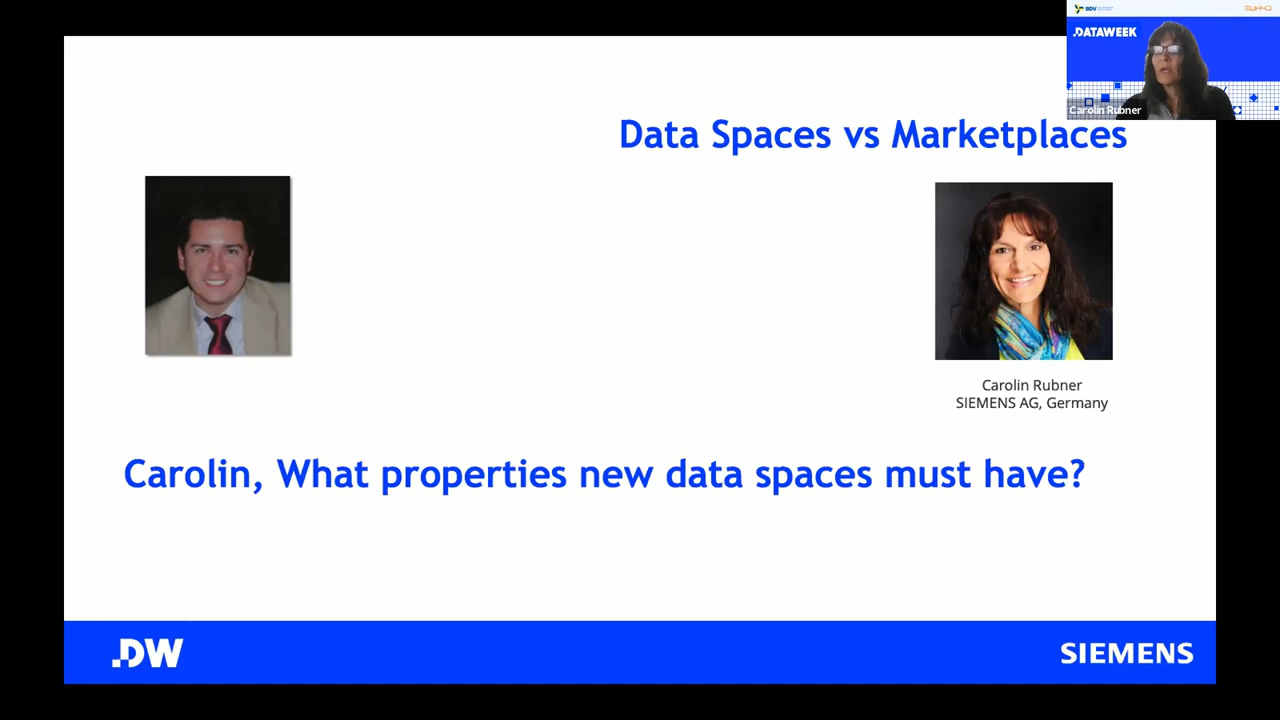 BDV
.DATAWEEK
Carolin Rubner
Data Spaces vs Marketplaces
Carolin Rubner
SIEMENS AG, Germany
Carolin, What properties new data spaces must have?
.DW
SIEMENS